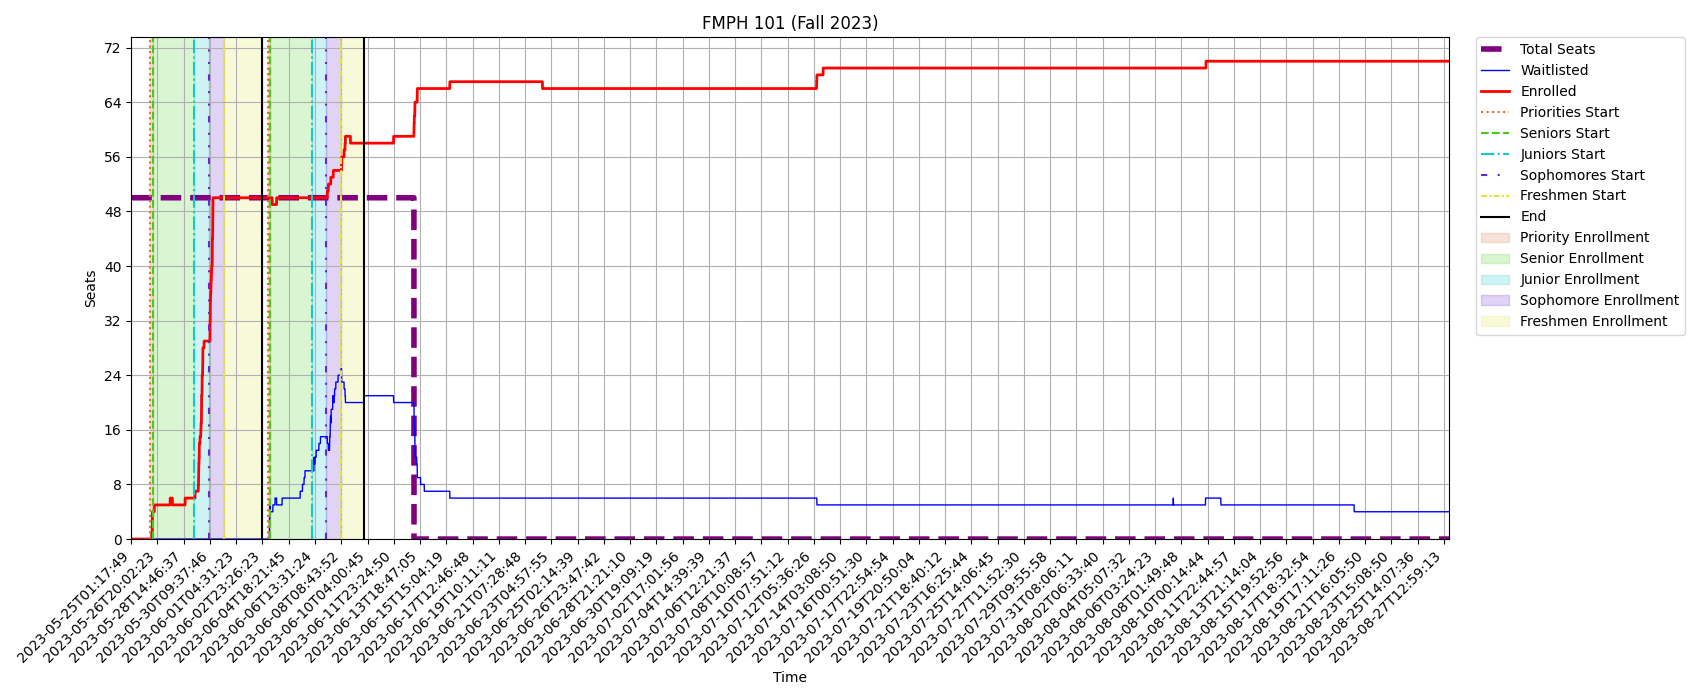 FMPH 101 (Fall 2023)
Seats
72
64
56
48
40
32
24
16
8
0
2023-05-25T01:17:49
2023-05-26T20:02:23
2023-05-28T14:46:37
2023-05-30T09:37:46
2023-06-01T04:31:23
2023-06-02T23:26:23
2023-06-04T18:21:45
2023-06-06T13:31:24
2023-06-08T08:43:52
2023-06-10T04:00:45
2023-06-11T23:24:50
2023-06-13T18:47:05
2023-06-15T15:04:19
2023-06-17T12:46:48
2023-06-19T10:11:11
2023-06-21T07:28:48
2023-06-23T04:57:55
2023-06-25T02:14:39
2023-06-26T23:47:42
2023-06-28T21:21:10
2023-06-30T19:09:19
2023-07-02T17:01:56
2023-07-04T14:39:39
2023-07-06T12:21:37
2023-07-08T10:08:57
2023-07-10T07:51:12
2023-07-12T05:36:26
2023-07-14T03:08:50
2023-07-16T00:51:30
2023-07-17T22:54:54
2023-07-19T20:50:04
2023-07-21T18:40:12
2023-07-23T16:25:44
2023-07-25T14:06:45
2023-07-27T11:52:30
2023-07-29T09:55:58
2023-07-31T08:06:11
2023-08-02T06:33:40
2023-08-04T05:07:32
2023-08-06T03:24:23
2023-08-08T01:49:48
2023-08-10T00:14:44
2023-08-11T22:44:57
2023-08-13T21:14:04
2023-08-15T19:52:56
2023-08-17T18:32:54
2023-08-19T17:11:26
2023-08-21T16:05:50
2023-08-23T15:08:50
2023-08-25T14:07:36
2023-08-27T12:59:13
Time
Total Seats
Waitlisted
Enrolled
Priorities Start
Seniors Start
Juniors Start
Sophomores Start
Freshmen Start
End
Priority Enrollment
Senior Enrollment
Junior Enrollment
Sophomore Enrollment
Freshmen Enrollment